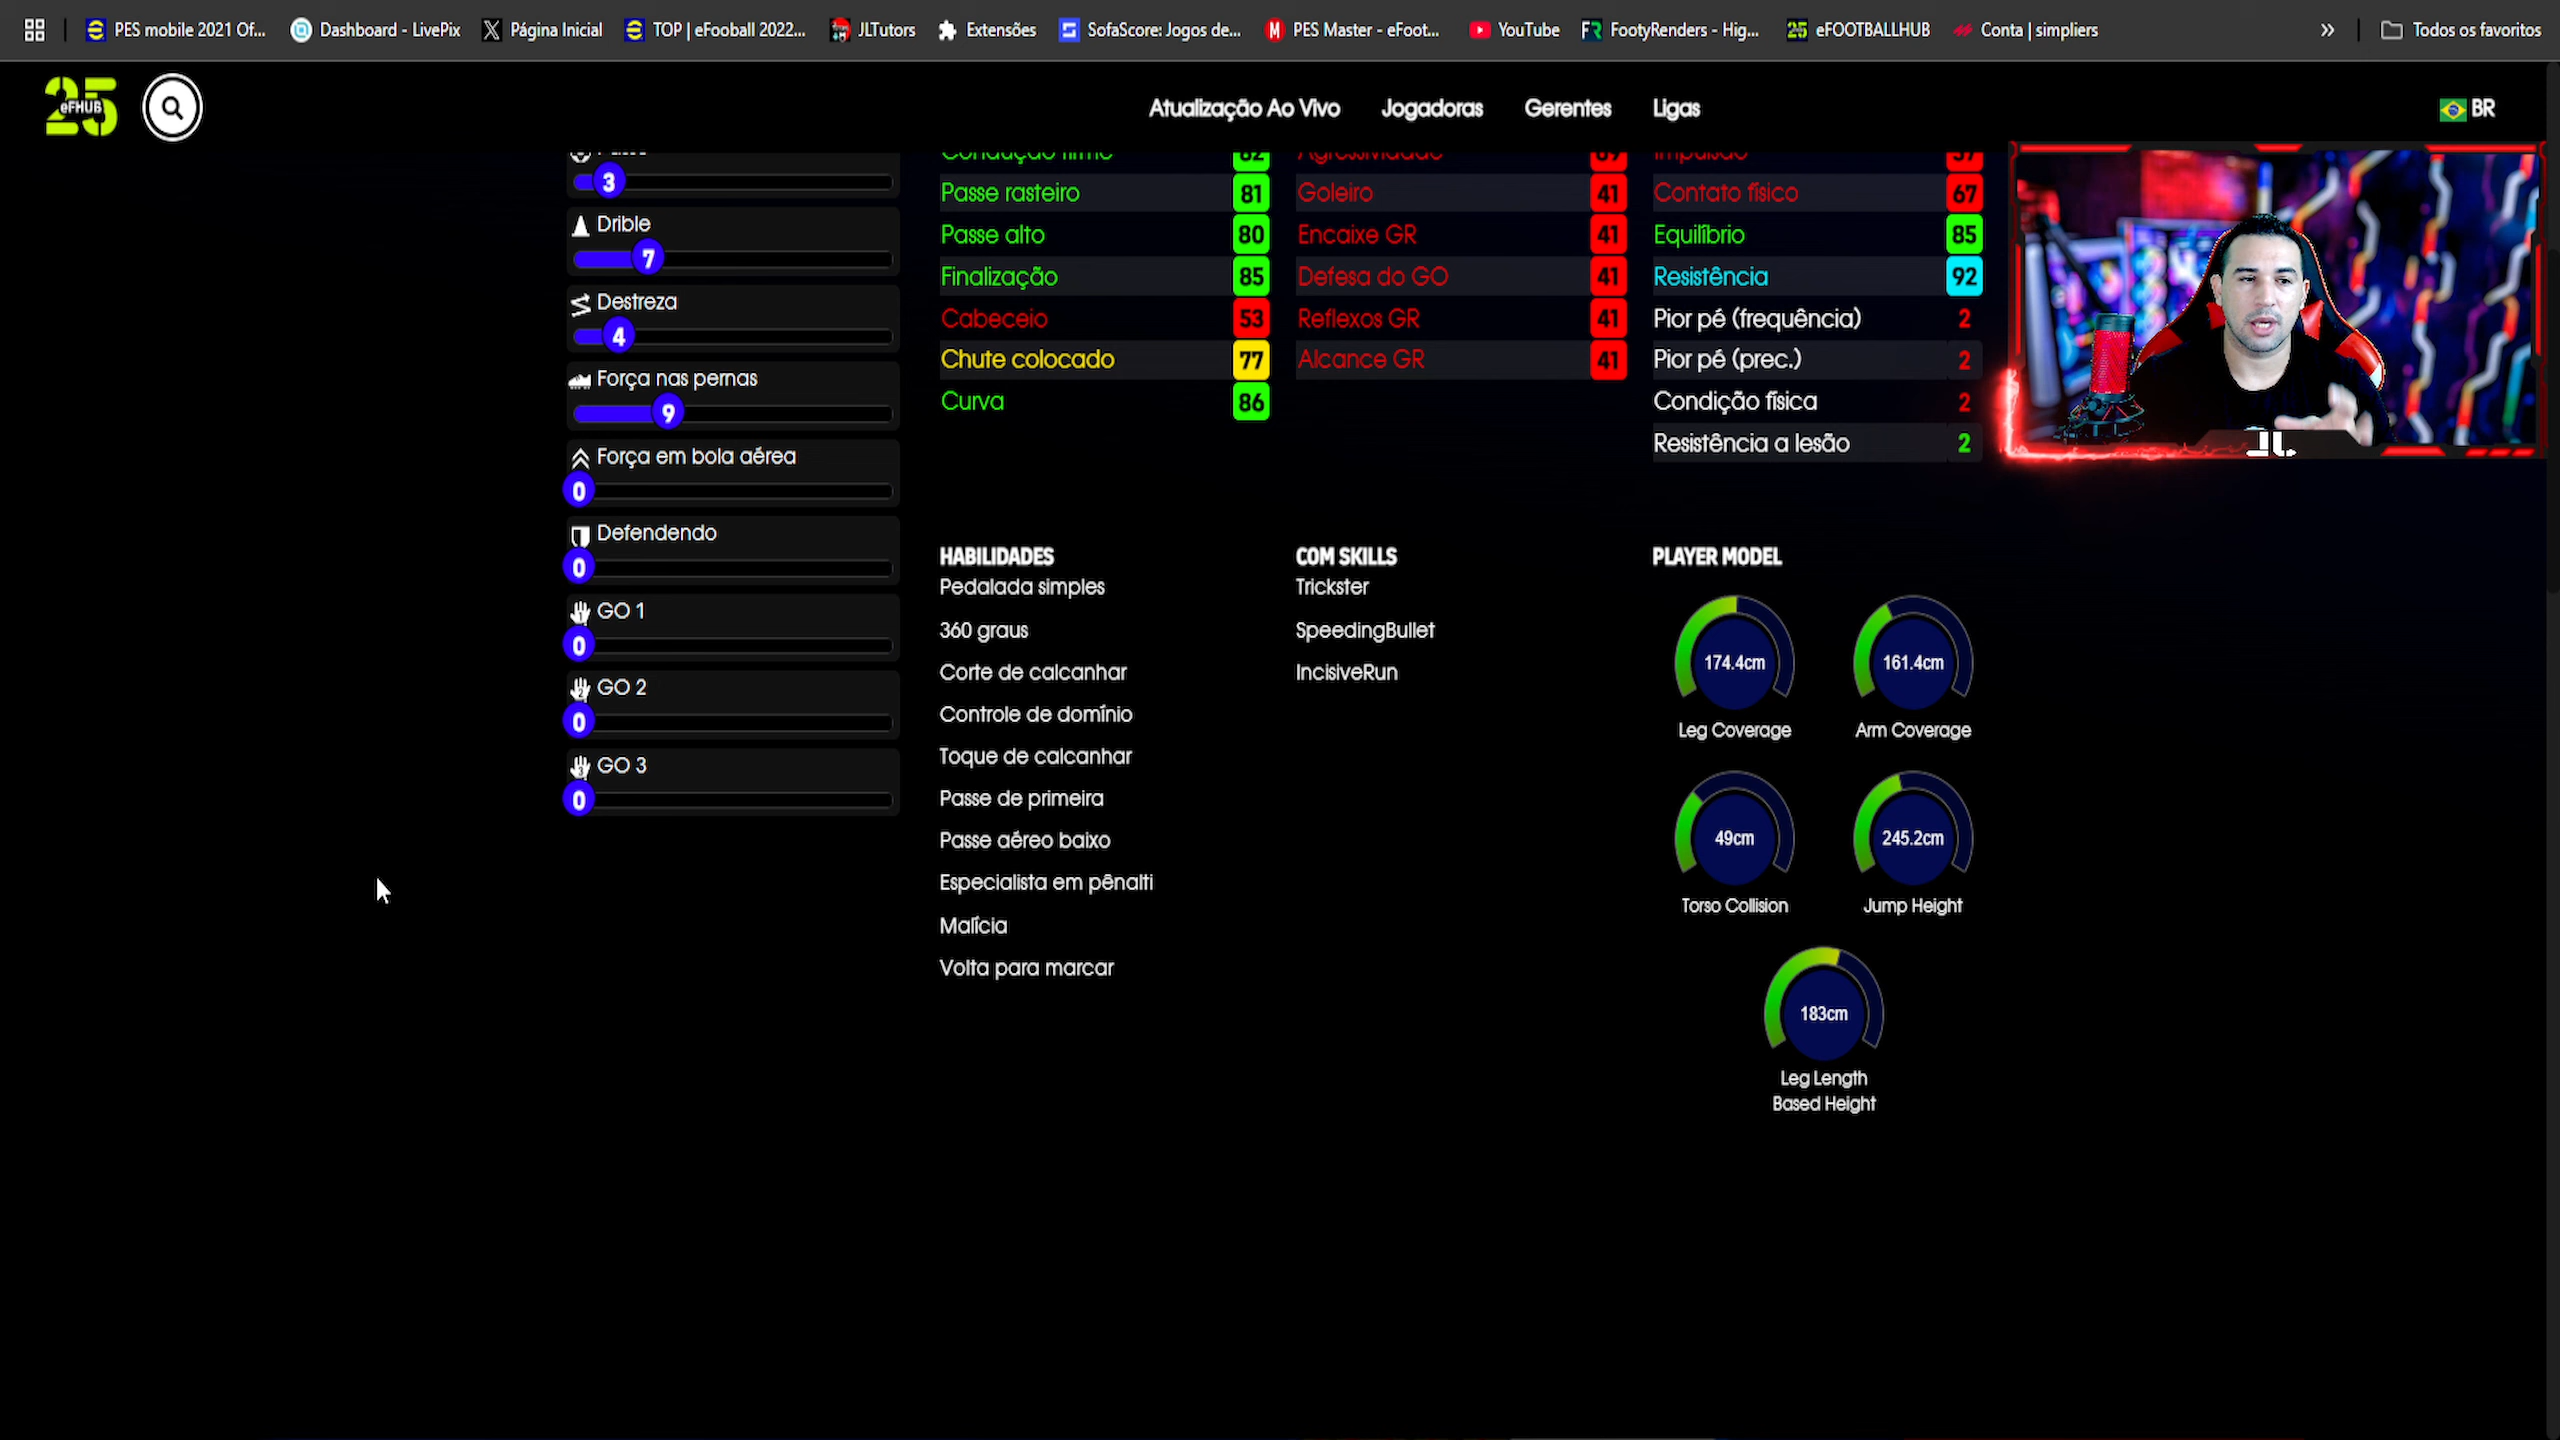 PES mobile 2021 Of... Dashboard - LivePix Página Inicial TOP | eFooball 2022... JLTutors Extensões SofaScore: Jogos de... PES Master - eFoot... YouTube FootyRenders - Hig... eFOOTBALLHUB Conta | simpliers » Todos os favoritos
25 eFHUB Atualização Ao Vivo Jogadoras Gerentes Ligas BR
3
Drible
7
Destreza
4
Força nas pernas
9
Força em bola aérea
0
Defendendo
0
GO 1
0
GO 2
0
GO 3
0
Condução firme 82
Passe rasteiro 81
Passe alto 80
Finalização 85
Cabeceio 53
Chute colocado 77
Curva 86
Agressividade
Goleiro 41
Encaixe GR 41
Defesa do GO 41
Reflexos GR 41
Alcance GR 41
Impulsão
Contato físico 67
Equilíbrio 85
Resistência 92
Pior pé (frequência) 2
Pior pé (prec.) 2
Condição física 2
Resistência a lesão 2
HABILIDADES
Pedalada simples
360 graus
Corte de calcanhar
Controle de domínio
Toque de calcanhar
Passe de primeira
Passe aéreo baixo
Especialista em pênalti
Malícia
Volta para marcar
COM SKILLS
Trickster
SpeedingBullet
IncisiveRun
PLAYER MODEL
174.4cm
Leg Coverage
161.4cm
Arm Coverage
49cm
Torso Collision
245.2cm
Jump Height
183cm
Leg Length
Based Height
JL